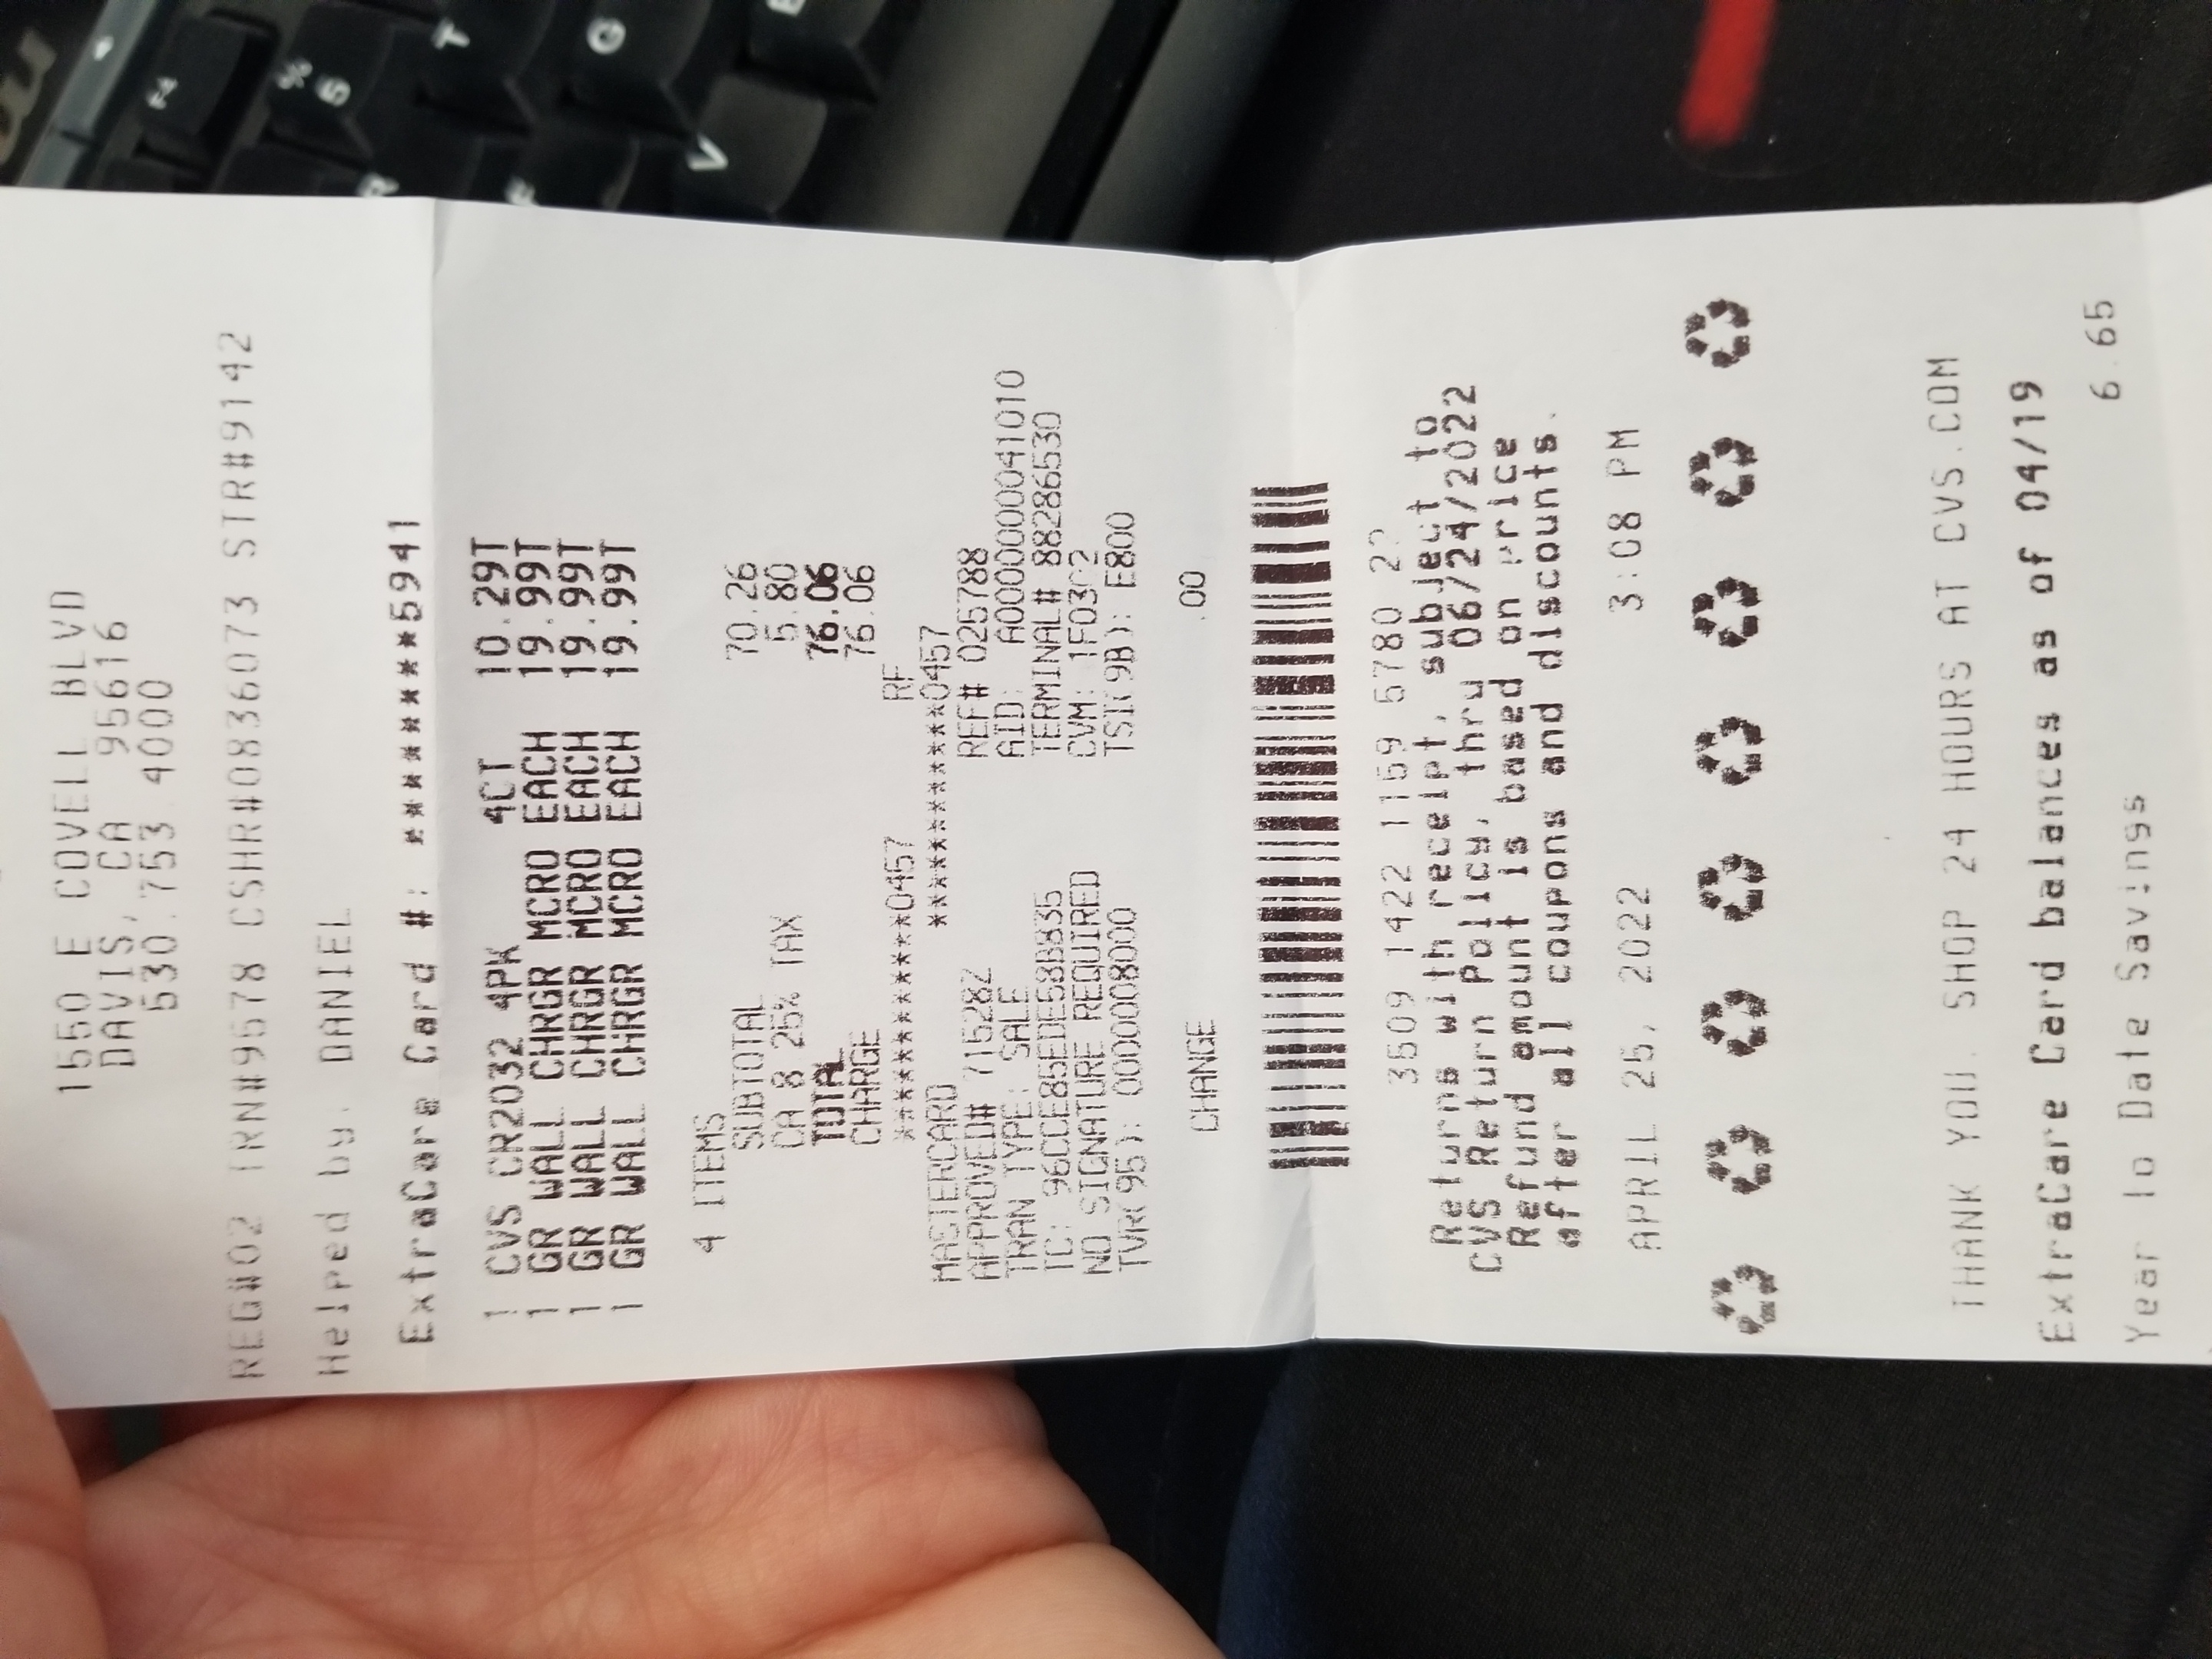 1550 E COVELL BLVD
DAVIS, CA 95616
530.753.4000
REG#02 TRN#9578 CSHR#0836073 STR#9142
Helped by: DANIEL
ExtraCare Card #: ********5941
1 CVS CR2032 4PK 4CT 10.29T
1 GR WALL CHRGR MCRO EACH 19.99T
1 GR WALL CHRGR MCRO EACH 19.99T
1 GR WALL CHRGR MCRO EACH 19.99T
4 ITEMS
SUBTOTAL 70.26
CA 8.25% TAX 5.80
TOTAL 76.06
CHARGE 76.06
************0457 RF
MASTERCARD ************0457
APPROVED# 71528Z REF# 025788
TRAN TYPE: SALE AID: A0000000041010
TC: 96CCE85EDE58B835 TERMINAL# 88286530
NO SIGNATURE REQUIRED CVM: 1F0302
TVR(95): 0000008000 TSI(9B): E800
CHANGE .00
3509 1422 1159 5780 22
Returns with receipt, subject to
CVS Return Policy, thru 06/24/2022
Refund amount is based on price
after all coupons and discounts.
APRIL 25, 2022 3:08 PM
THANK YOU. SHOP 24 HOURS AT CVS.COM
ExtraCare Card balances as of 04/19
Year To Date Savings 6.65
F4
4
%
5
R
T
F
G
V